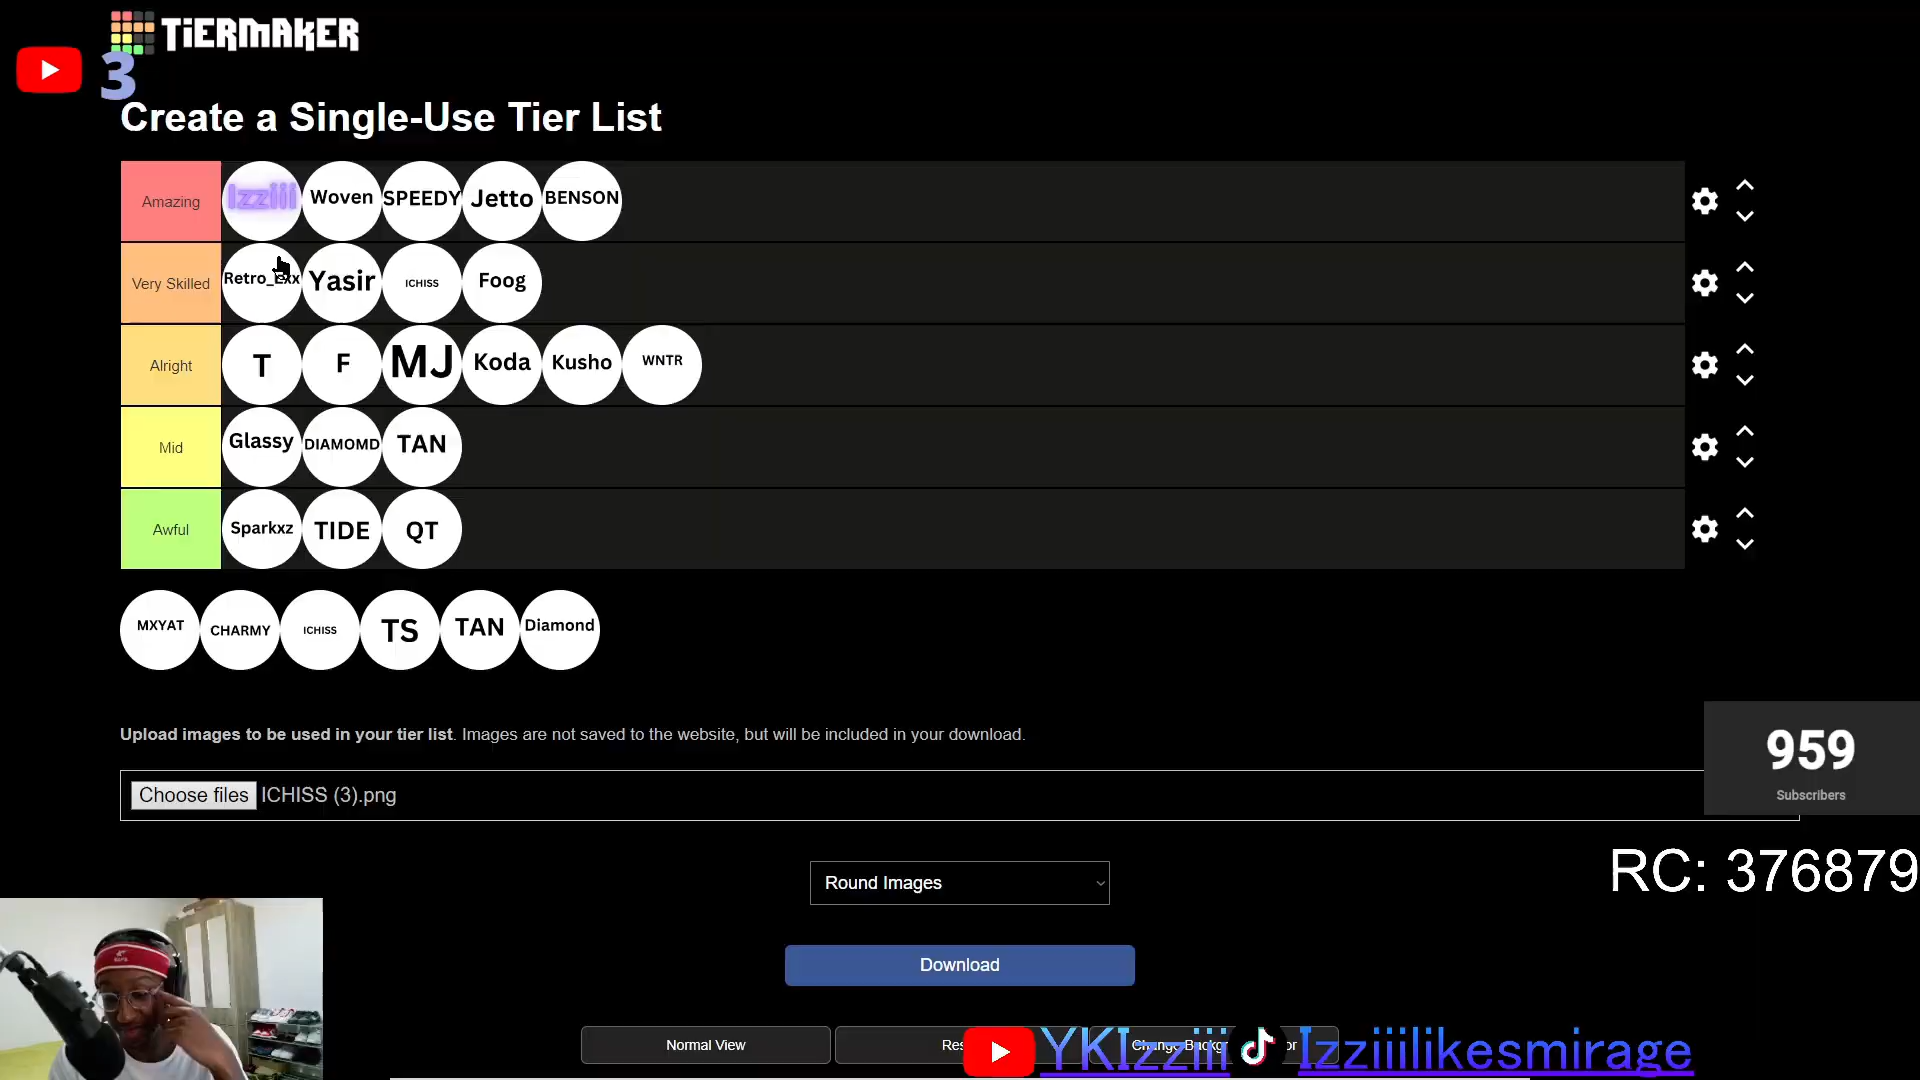 TiERMAKER
3
Create a Single-Use Tier List
Amazing
Izziii
Woven
SPEEDY
Jetto
BENSON
Very Skilled
Retro_Exx
Yasir
ICHISS
Foog
Alright
T
F
MJ
Koda
Kusho
WNTR
Mid
Glassy
DIAMOMD
TAN
Awful
Sparkxz
TIDE
QT
MXYAT
CHARMY
ICHISS
TS
TAN
Diamond
Upload images to be used in your tier list. Images are not saved to the website, but will be included in your download.
959
Subscribers
Choose files ICHISS (3).png
RC: 376879
Round Images
Download
Normal View
YKIzziii
Izziiilikesmirage